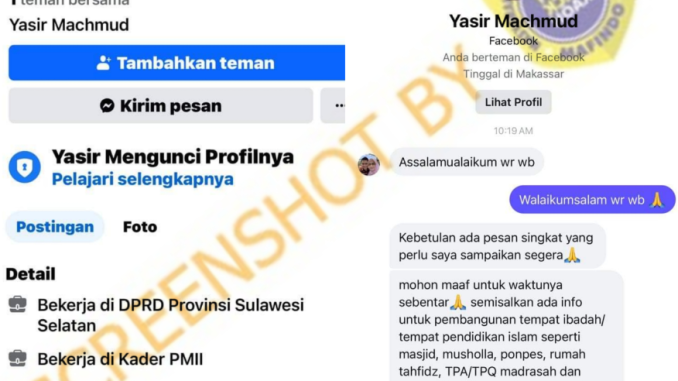 teman bersama
Yasir Machmud
Tambahkan teman
Kirim pesan
Yasir Mengunci Profilnya
Pelajari selengkapnya
Postingan Foto
Detail
Bekerja di DPRD Provinsi Sulawesi
Selatan
Bekerja di Kader PMII
Yasir Machmud
Facebook
Anda berteman di Facebook
Tinggal di Makassar
Lihat Profil
10:19 AM
Assalamualaikum wr wb
Walaikumsalam wr wb 🙏
Kebetulan ada pesan singkat yang
perlu saya sampaikan segera🙏
mohon maaf untuk waktunya
sebentar🙏 semisalkan ada info
untuk pembangunan tempat ibadah/
tempat pendidikan islam seperti
masjid, musholla, ponpes, rumah
tahfidz, TPA/TPQ madrasah dan
SCREENSHOT BY
MAFINDO